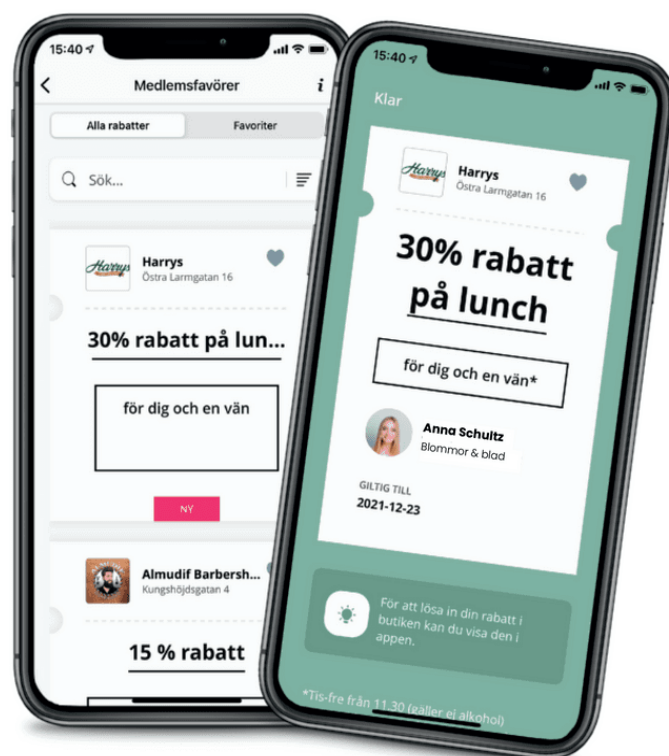 15:40
Medlemsfavörer
i
Alla rabatter
Favoriter
Sök...
Harrys
Harrys
Östra Larmgatan 16
30% rabatt på lun...
för dig och en vän
NY
Almudif Barbersh...
Kungshöjdsgatan 4
15 % rabatt
15:40
Klar
Harrys
Harrys
Östra Larmgatan 16
30% rabatt
på lunch
för dig och en vän*
Anna Schultz
Blommor & blad
GILTIG TILL
2021-12-23
För att lösa in din rabatt i
butiken kan du visa den i
appen.
*Tis-fre från 11.30 (gäller ej alkohol)